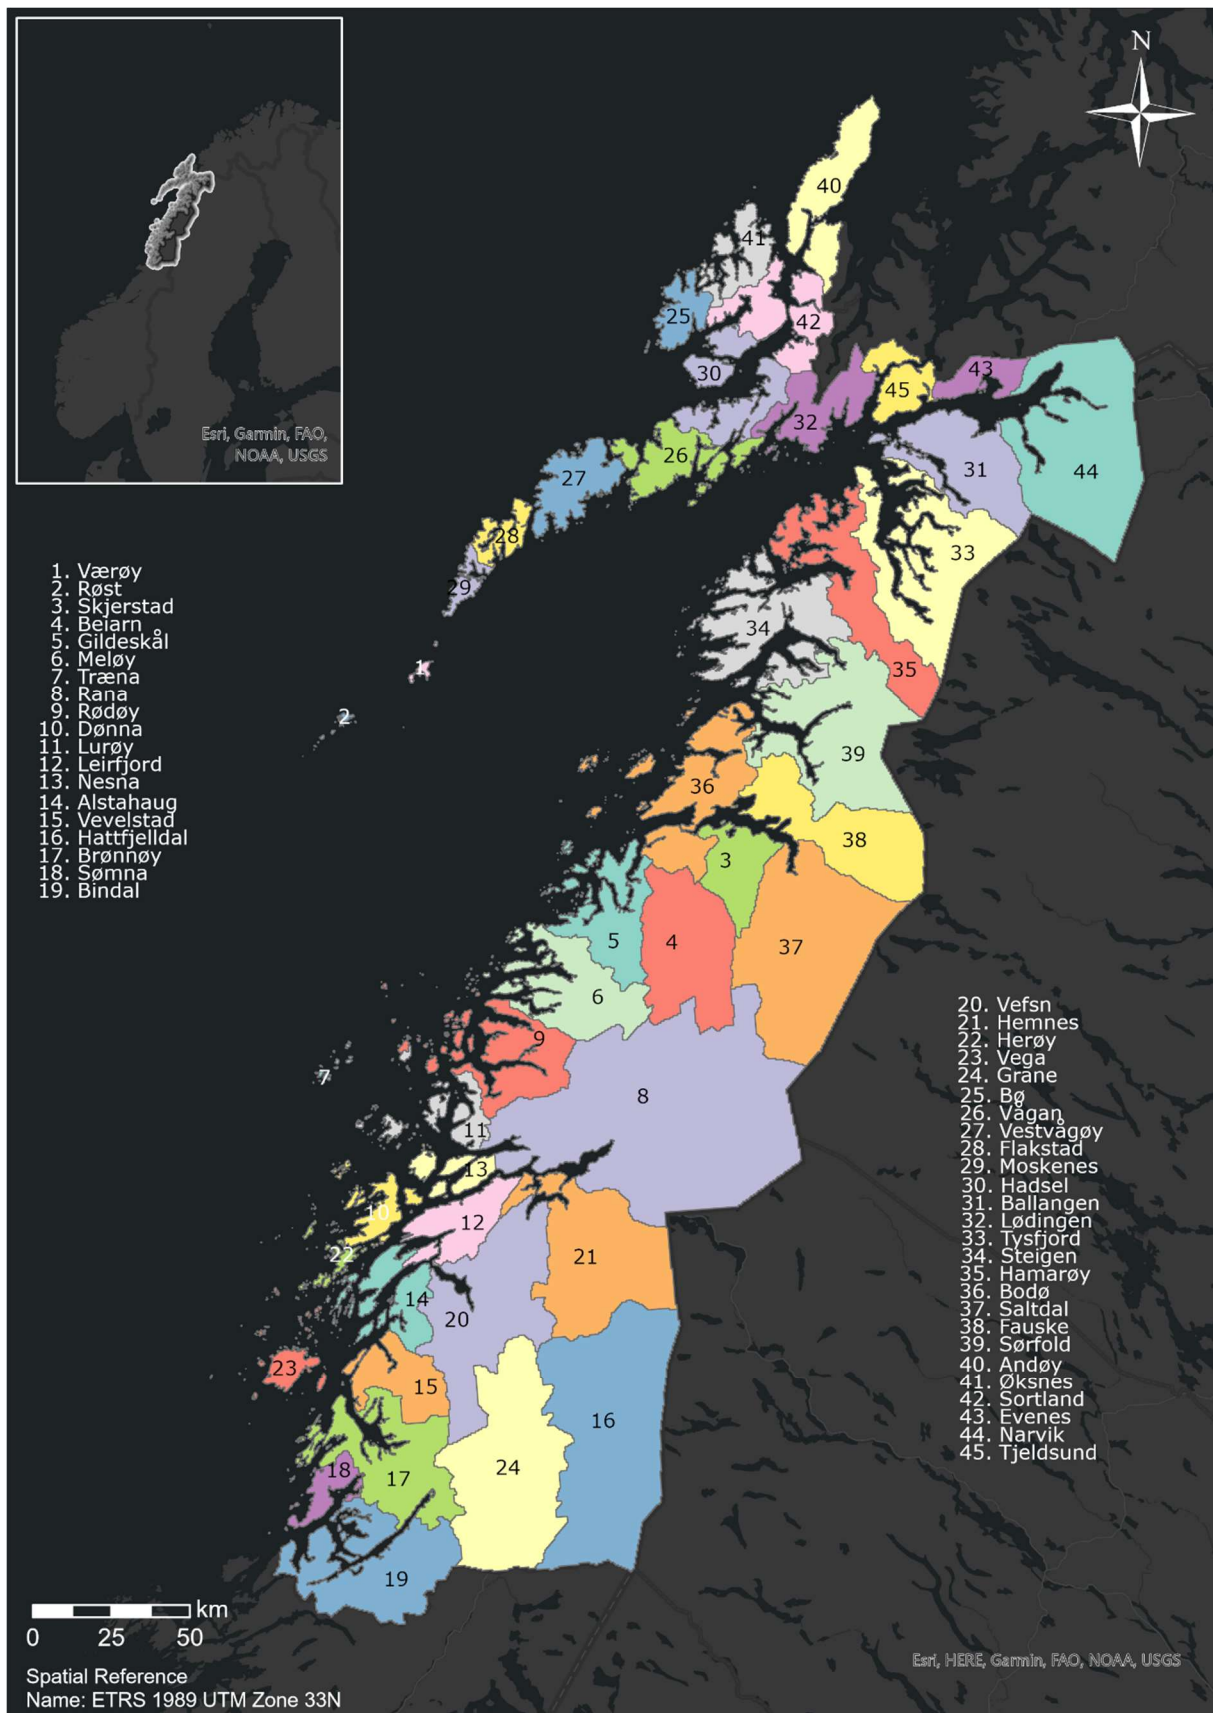 N
Esri, Garmin, FAO,
NOAA, USGS
40
41
25
42
30
43
45
32
26
31
44
27
28
33
29
34
1
35
2
39
36
38
3
5
4
37
6
9
7
8
11
13
10
12
22
21
14
20
23
15
16
18
17
24
19
1. Værøy
2. Røst
3. Skjerstad
4. Beiarn
5. Gildeskål
6. Meløy
7. Træna
8. Rana
9. Rødøy
10. Dønna
11. Lurøy
12. Leirfjord
13. Nesna
14. Alstahaug
15. Vevelstad
16. Hattfjelldal
17. Brønnøy
18. Sømna
19. Bindal
20. Vefsn
21. Hemnes
22. Herøy
23. Vega
24. Grane
25. Bø
26. Vågan
27. Vestvågøy
28. Flakstad
29. Moskenes
30. Hadsel
31. Ballangen
32. Lødingen
33. Tysfjord
34. Steigen
35. Hamarøy
36. Bodø
37. Saltdal
38. Fauske
39. Sørfold
40. Andøy
41. Øksnes
42. Sortland
43. Evenes
44. Narvik
45. Tjeldsund
km
0 25 50
Esri, HERE, Garmin, FAO, NOAA, USGS
Spatial Reference
Name: ETRS 1989 UTM Zone 33N